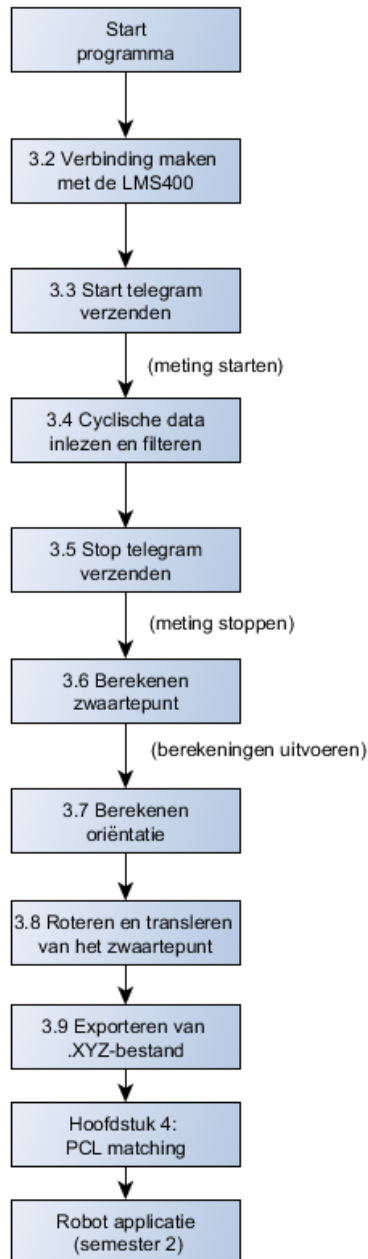 Start
programma
3.2 Verbinding maken
met de LMS400
3.3 Start telegram
verzenden
(meting starten)
3.4 Cyclische data
inlezen en filteren
3.5 Stop telegram
verzenden
(meting stoppen)
3.6 Berekenen
zwaartepunt
(berekeningen uitvoeren)
3.7 Berekenen
oriëntatie
3.8 Roteren en transleren
van het zwaartepunt
3.9 Exporteren van
.XYZ-bestand
Hoofdstuk 4:
PCL matching
Robot applicatie
(semester 2)